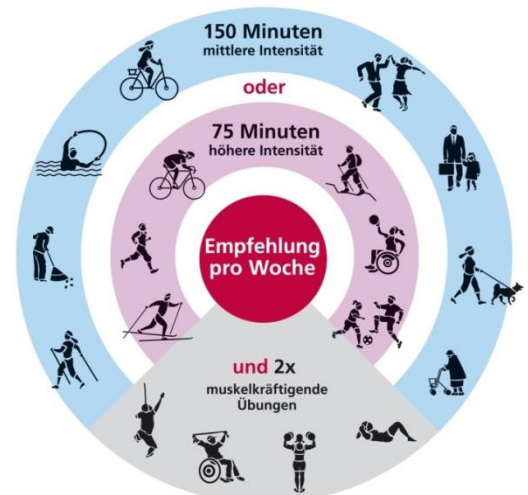 150 Minuten
mittlere Intensität
oder
75 Minuten
höhere Intensität
Empfehlung
pro Woche
und 2x
muskelkräftigende
Übungen